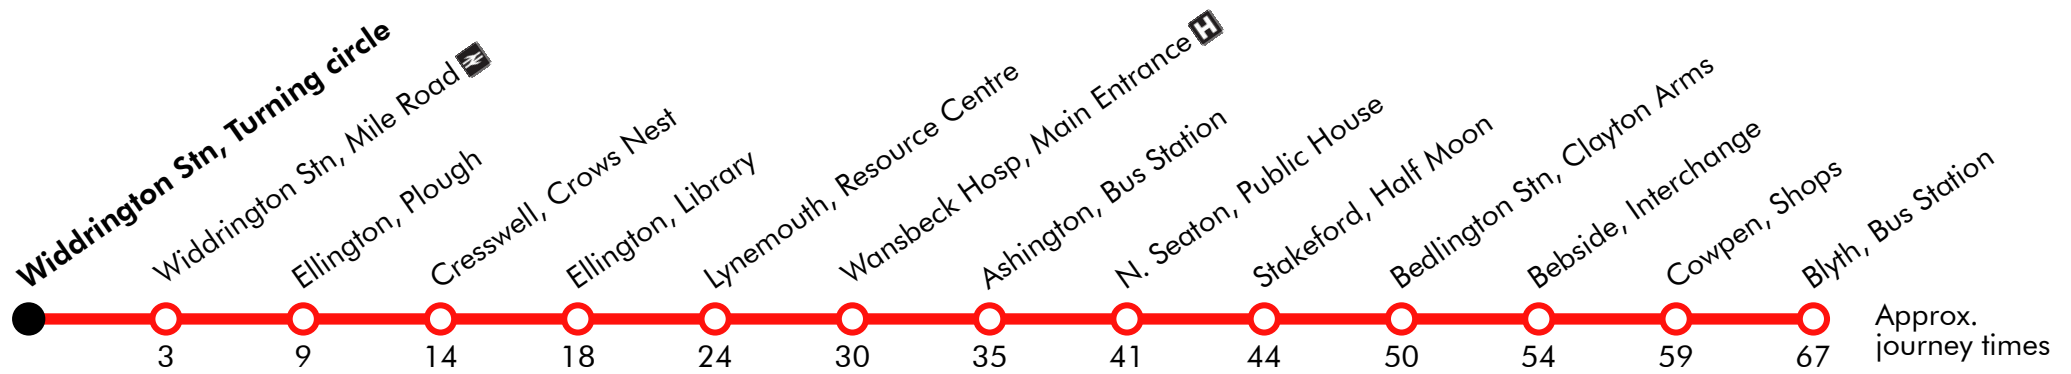 Widdrington Stn, Turning circle
Widdrington Stn, Mile Road
Ellington, Plough
Cresswell, Crows Nest
Ellington, Library
Lynemouth, Resource Centre
Wansbeck Hosp, Main Entrance H
Ashington, Bus Station
N. Seaton, Public House
Stakeford, Half Moon
Bedlington Stn, Clayton Arms
Bebside, Interchange
Cowpen, Shops
Blyth, Bus Station
3 9 14 18 24 30 35 41 44 50 54 59 67
Approx.
journey times